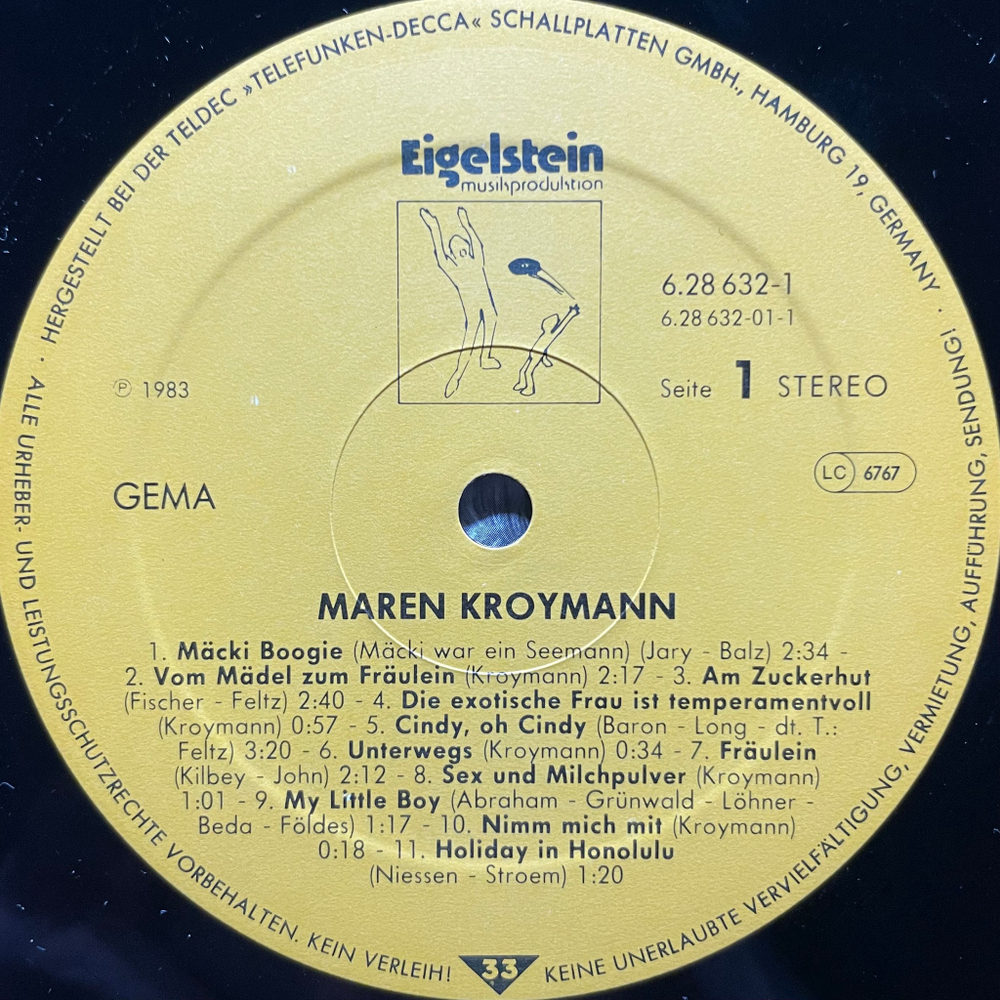 HERGESTELLT BEI DER TELDEC »TELEFUNKEN-DECCA« SCHALLPLATTEN GMBH., HAMBURG 19, GERMANY ·
Eigelstein
musikproduktion
6.28 632-1
6.28 632-01-1
℗ 1983
Seite 1 STEREO
LC 6767
GEMA
MAREN KROYMANN
1. Mäcki Boogie (Mäcki war ein Seemann) (Jary - Balz) 2:34 -
2. Vom Mädel zum Fräulein (Kroymann) 2:17 - 3. Am Zuckerhut
(Fischer - Feltz) 2:40 - 4. Die exotische Frau ist temperamentvoll
(Kroymann) 0:57 - 5. Cindy, oh Cindy (Baron - Long - dt. T.:
Feltz) 3:20 - 6. Unterwegs (Kroymann) 0:34 - 7. Fräulein
(Kilbey - John) 2:12 - 8. Sex und Milchpulver (Kroymann)
1:01 - 9. My Little Boy (Abraham - Grünwald - Löhner -
Beda - Földes) 1:17 - 10. Nimm mich mit (Kroymann)
0:18 - 11. Holiday in Honolulu
(Niessen - Stroem) 1:20
· ALLE URHEBER- UND LEISTUNGSSCHUTZRECHTE VORBEHALTEN. KEIN VERLEIH!
33
KEINE UNERLAUBTE VERVIELFÄLTIGUNG, VERMIETUNG, AUFFÜHRUNG, SENDUNG!